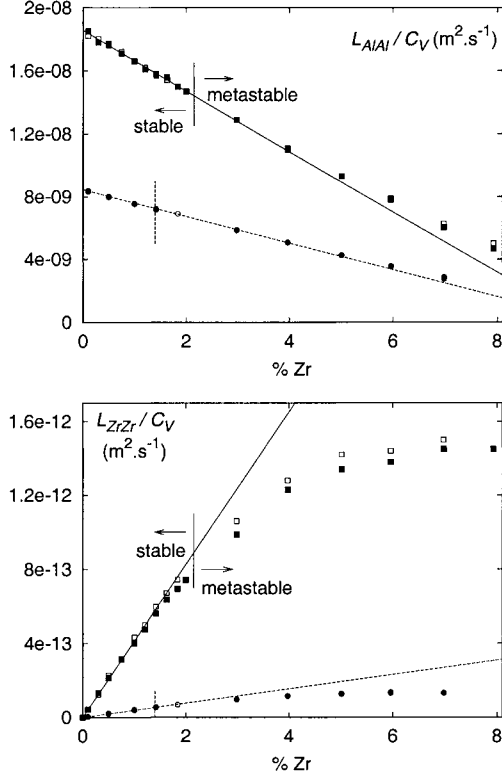 2e-08
1.6e-08
1.2e-08
8e-09
4e-09
0
L_AlAl / C_V (m².s⁻¹)
metastable
stable
0 2 4 6 8
% Zr
1.6e-12
1.2e-12
8e-13
4e-13
0
L_ZrZr / C_V
(m².s⁻¹)
stable
metastable
0 2 4 6 8
% Zr